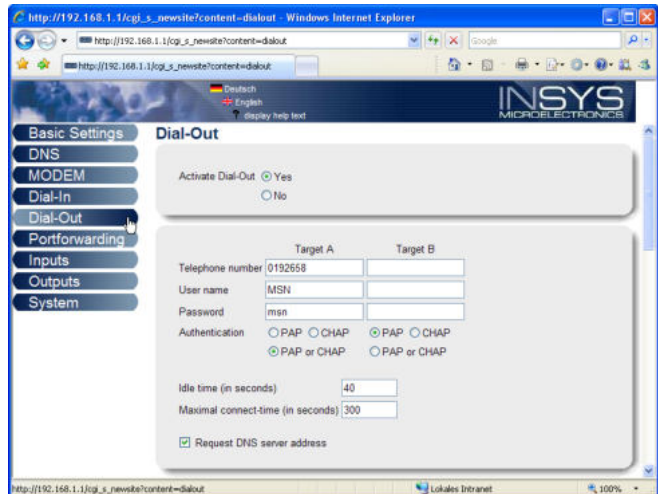 http://192.168.1.1/cgi_s_newsite?content=dialout - Windows Internet Explorer
http://192.168.1.1/cgi_s_newsite?content=dialout
Google
http://192.168.1.1/cgi_s_newsite?content=dialout
Deutsch
English
? display help text
INSYS
MICROELECTRONICS
Basic Settings
DNS
MODEM
Dial-In
Dial-Out
Portforwarding
Inputs
Outputs
System
Dial-Out
Activate Dial-Out Yes
No
Target A Target B
Telephone number 0192658
User name MSN
Password msn
Authentication PAP CHAP PAP CHAP
PAP or CHAP PAP or CHAP
Idle time (in seconds) 40
Maximal connect-time (in seconds) 300
Request DNS server address
http://192.168.1.1/cgi_s_newsite?content=dialout Lokales Intranet 100%